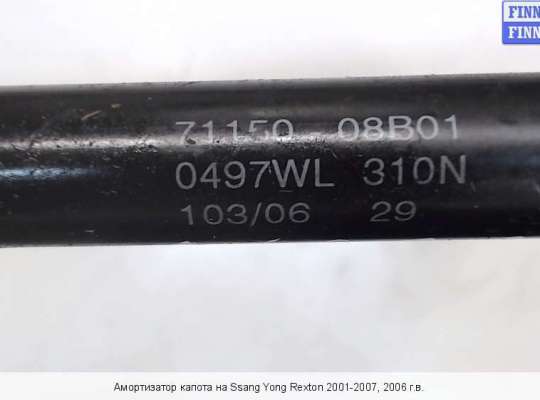 FINN
FINN
71150 08B01
0497WL 310N
103/06 29
Амортизатор капота на Ssang Yong Rexton 2001-2007, 2006 г.в.